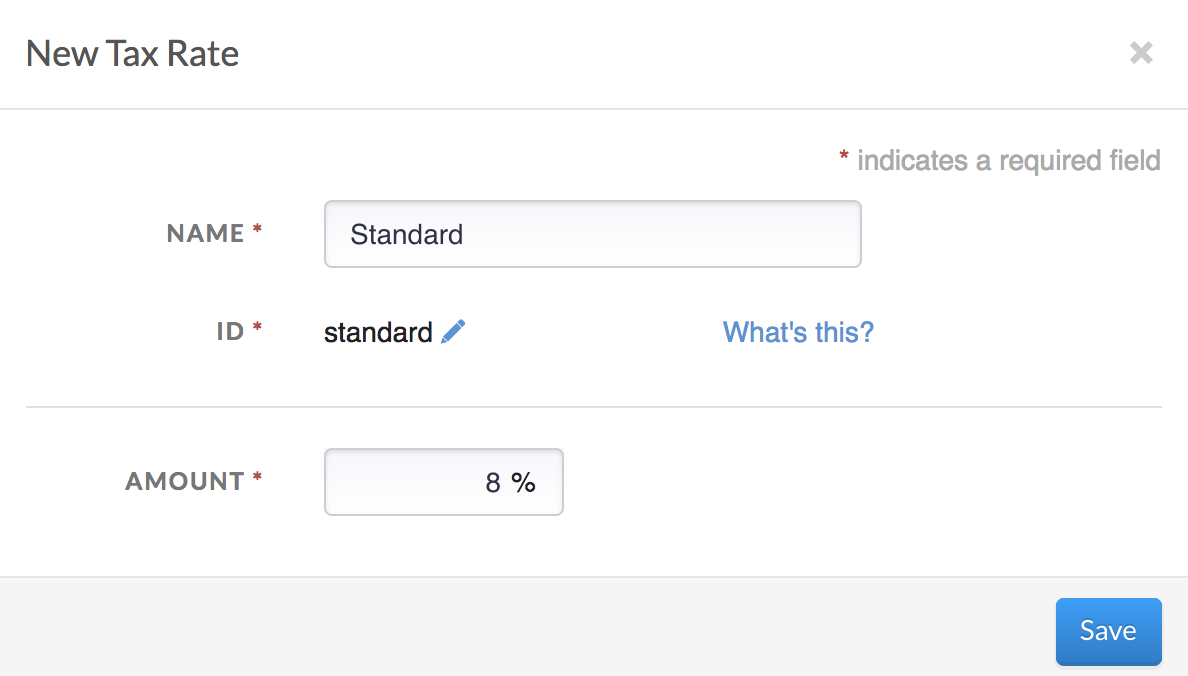 New Tax Rate
* indicates a required field
NAME * Standard
ID * standard What's this?
AMOUNT * 8 %
Save